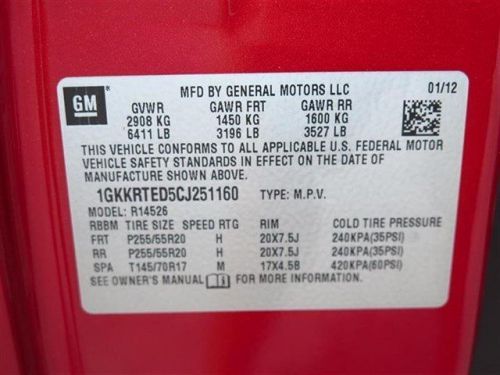 GM
MFD BY GENERAL MOTORS LLC 01/12
GVWR GAWR FRT GAWR RR
2908 KG 1450 KG 1600 KG
6411 LB 3196 LB 3527 LB
THIS VEHICLE CONFORMS TO ALL APPLICABLE U.S. FEDERAL MOTOR
VEHICLE SAFETY STANDARDS IN EFFECT ON THE DATE OF
MANUFACTURE SHOWN ABOVE.
1GKKRTED5CJ251160 TYPE: M.P.V.
MODEL: R14526
RBBM TIRE SIZE SPEED RTG RIM COLD TIRE PRESSURE
FRT P255/55R20 H 20X7.5J 240KPA(35PSI)
RR P255/55R20 H 20X7.5J 240KPA(35PSI)
SPA T145/70R17 M 17X4.5B 420KPA(60PSI)
SEE OWNER'S MANUAL FOR MORE INFORMATION.